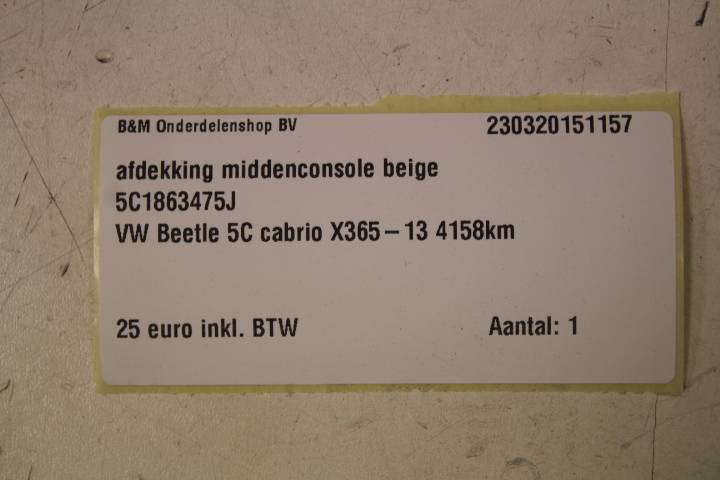 B&M Onderdelenshop BV 230320151157
afdekking middenconsole beige
5C1863475J
VW Beetle 5C cabrio X365 – 13 4158km
25 euro inkl. BTW Aantal: 1